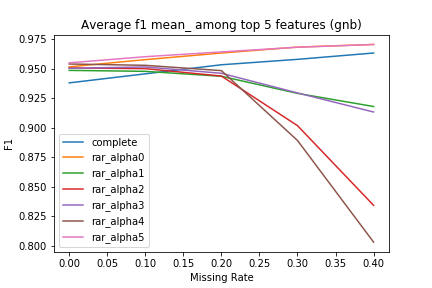 Average f1 mean_ among top 5 features (gnb)
0.975
0.950
0.925
0.900
0.875
0.850
0.825
0.800
F1
complete
rar_alpha0
rar_alpha1
rar_alpha2
rar_alpha3
rar_alpha4
rar_alpha5
0.00 0.05 0.10 0.15 0.20 0.25 0.30 0.35 0.40
Missing Rate